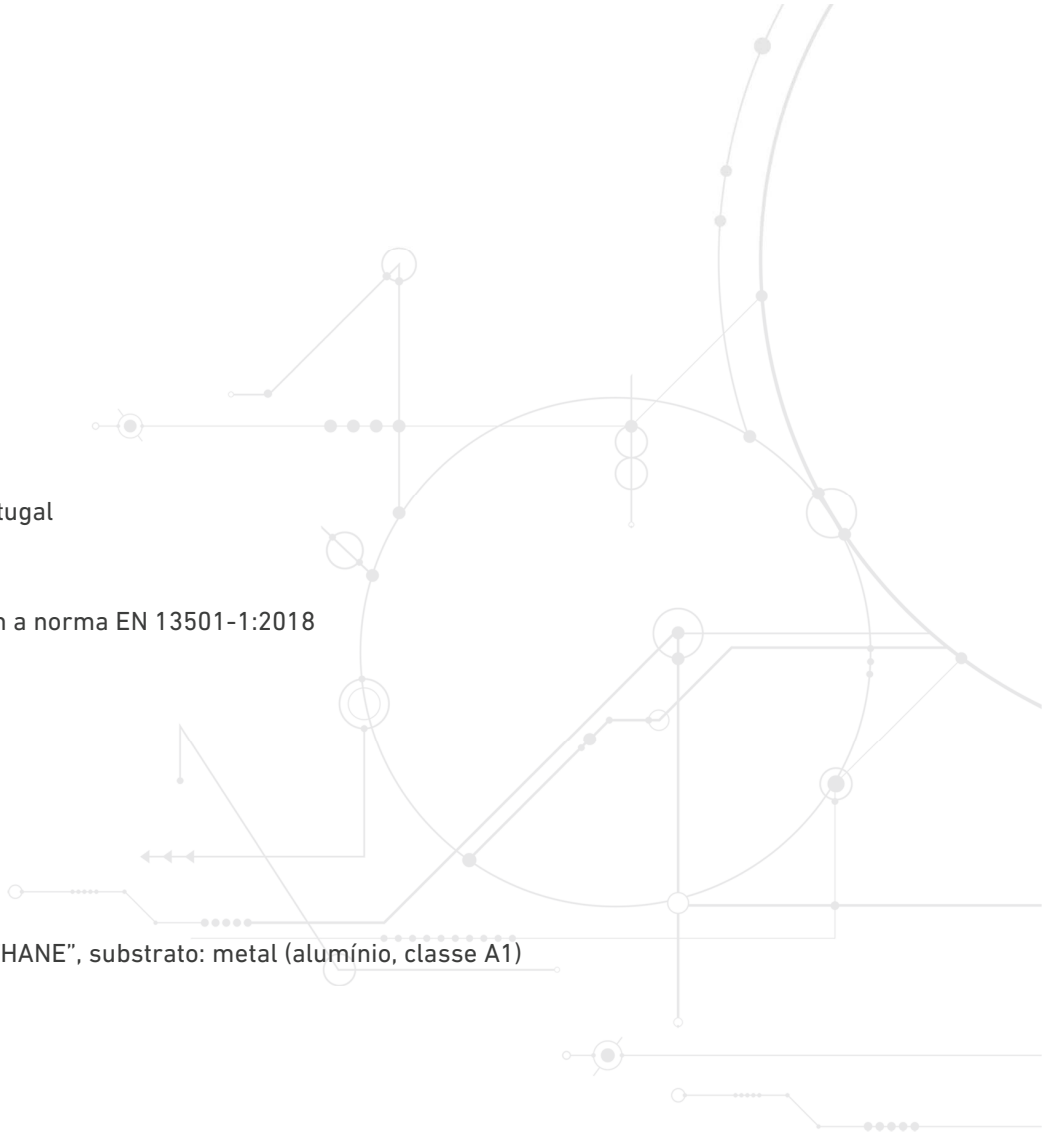 tugal
a norma EN 13501-1:2018
HANE”, substrato: metal (alumínio, classe A1)